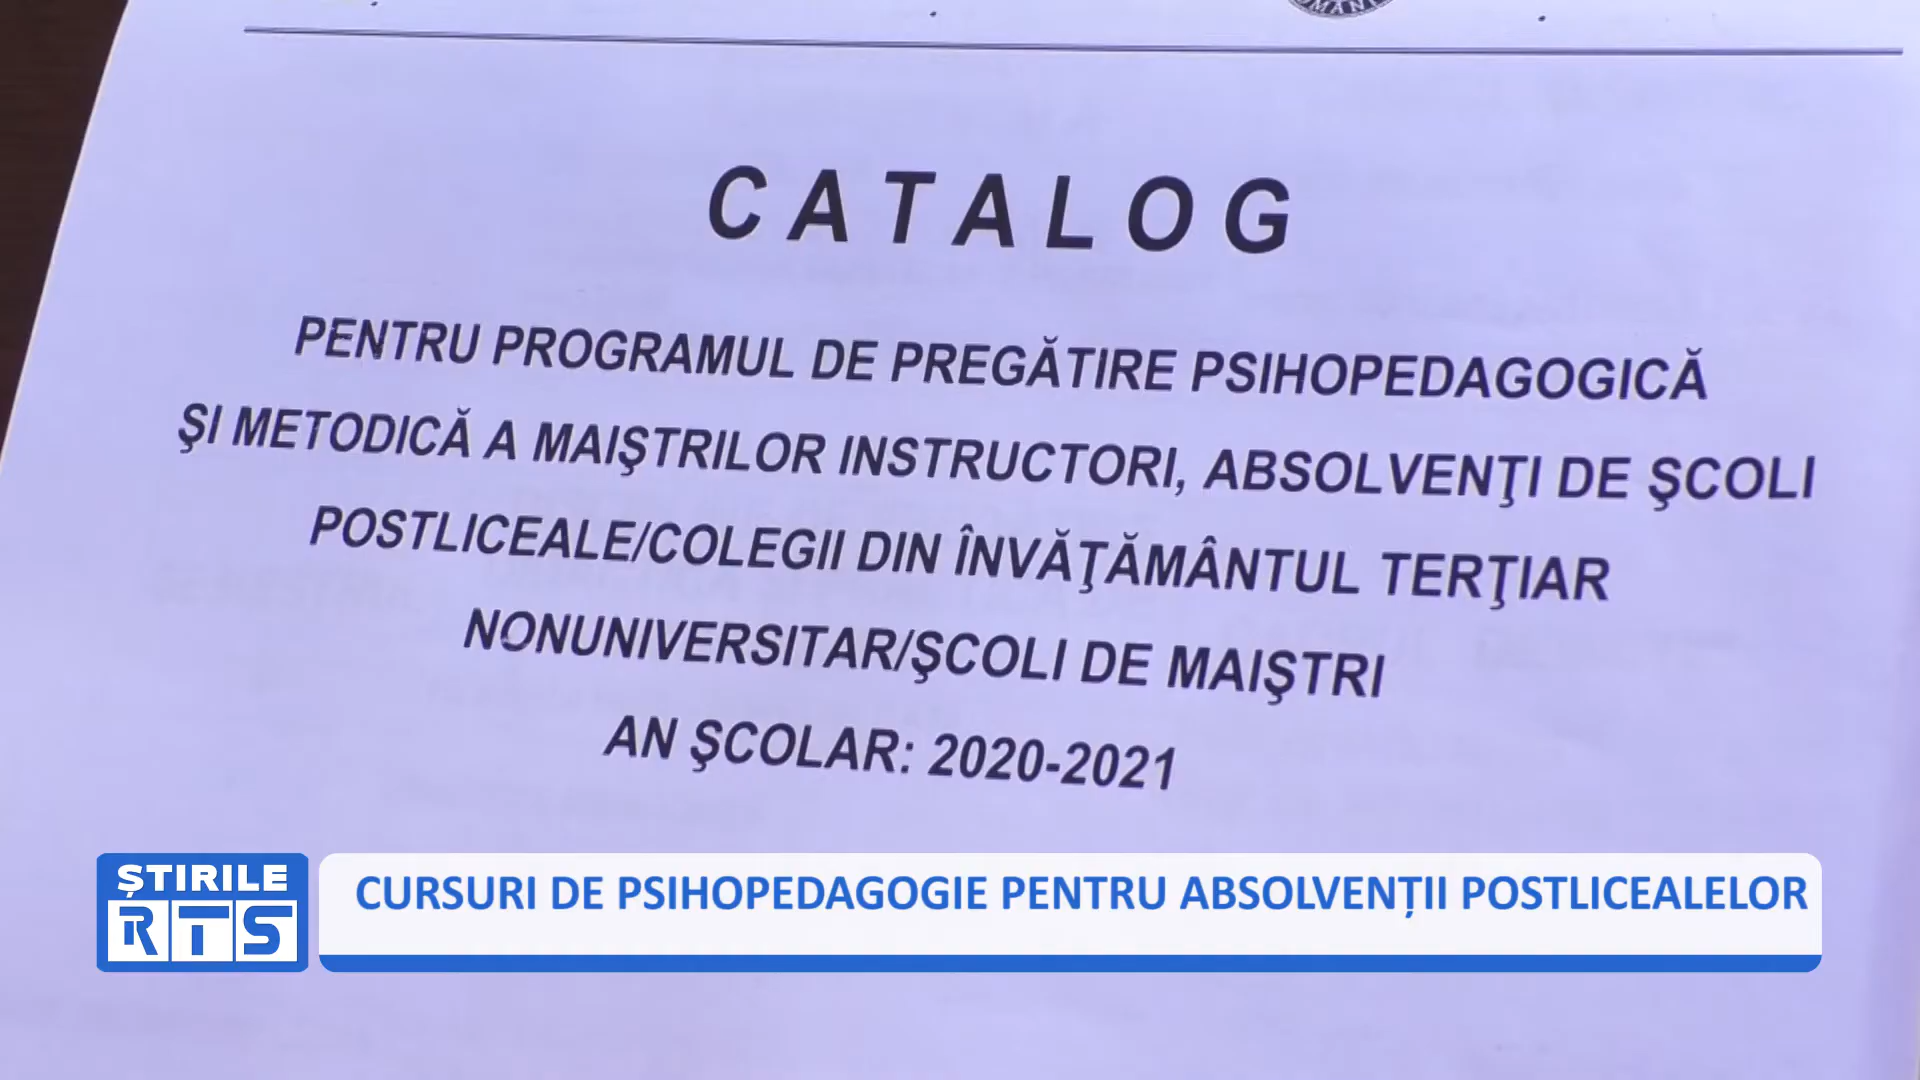 ROMÂNI
CATALOG
PENTRU PROGRAMUL DE PREGĂTIRE PSIHOPEDAGOGICĂ
ŞI METODICĂ A MAIŞTRILOR INSTRUCTORI, ABSOLVENŢI DE ŞCOLI
POSTLICEALE/COLEGII DIN ÎNVĂŢĂMÂNTUL TERŢIAR
NONUNIVERSITAR/ŞCOLI DE MAIŞTRI
AN ŞCOLAR: 2020-2021
ȘTIRILE
RTS
CURSURI DE PSIHOPEDAGOGIE PENTRU ABSOLVENȚII POSTLICEALELOR